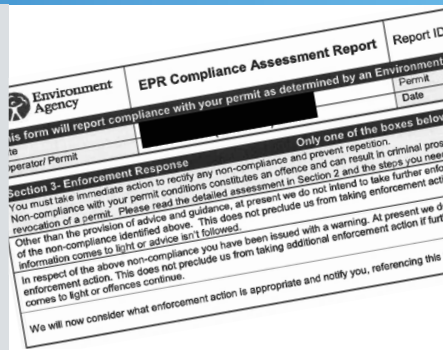 Environment
Agency
EPR Compliance Assessment Report
Report ID
is form will report compliance with your permit as determined by an Environment
te
Permit
perator/ Permit
Date
Section 3- Enforcement Response
Only one of the boxes below
You must take immediate action to rectify any non-compliance and prevent repetition.
Non-compliance with your permit conditions constitutes an offence and can result in criminal pros
revocation of a permit. Please read the detailed assessment in Section 2 and the steps you need
Other than the provision of advice and guidance, at present we do not intend to take further enfo
of the non-compliance identified above. This does not preclude us from taking enforcement acti
information comes to light or advice isn't followed.
In respect of the above non-compliance you have been issued with a warning. At present we d
enforcement action. This does not preclude us from taking additional enforcement action if fur
comes to light or offences continue.
We will now consider what enforcement action is appropriate and notify you, referencing this